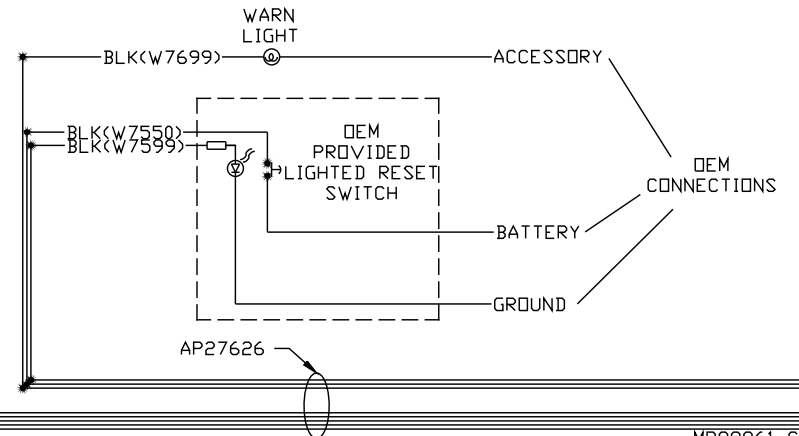 WARN
LIGHT
BLK(W7699)
ACCESSORY
BLK(W7550)
BLK(W7599)
OEM
PROVIDED
LIGHTED RESET
SWITCH
OEM
CONNECTIONS
BATTERY
GROUND
AP27626